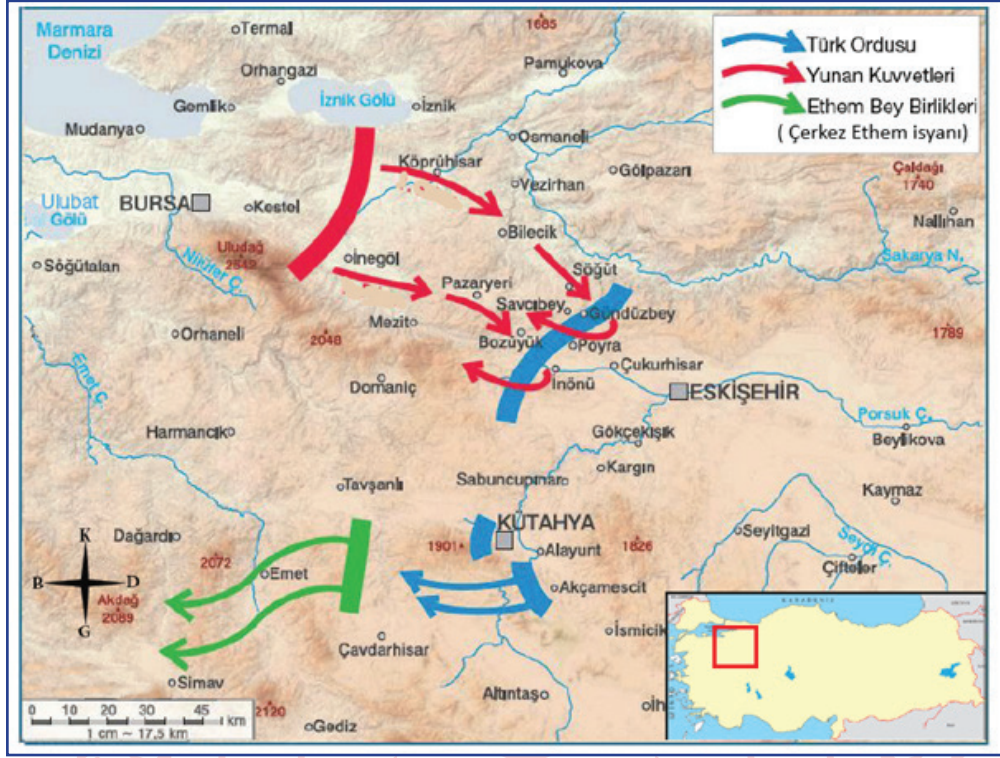 Marmara
Denizi
Termal
1685
Orhangazi
Pamukova
Gemlik
İznik Gölü
İznik
Mudanya
Osmaneli
Köprühisar
Gölpazarı
Vezirhan
Çaldağı
1740
Ulubat
Gölü
BURSA
Kestel
Nallıhan
Bilecik
Uludağ
2543
Nilüfer Ç.
İnegöl
Söğüt
Sakarya N.
Söğütalan
Pazaryeri
Savcıbey
Gündüzbey
Mezit
Orhaneli
2048
Bozüyük
Poyra
1789
Çukurhisar
Emet Ç.
Domaniç
İnönü
ESKİŞEHİR
Porsuk Ç.
Beylikova
Harmancık
Gökçekışık
Kargın
Tavşanlı
Sabuncupınar
Kaymaz
KÜTAHYA
Seyitgazi
Seydi Ç.
Dağardı
1901
Alayunt
1826
2072
Çifteler
Emet
Akçamescit
Akdağ
2089
İsmicik
Çavdarhisar
Simav
Altıntaş
İh
2120
Gediz
Türk Ordusu
Yunan Kuvvetleri
Ethem Bey Birlikleri
( Çerkez Ethem isyanı)
K
B D
G
0 10 20 30 45 km
1 cm ~ 17,5 km
KARADENİZ